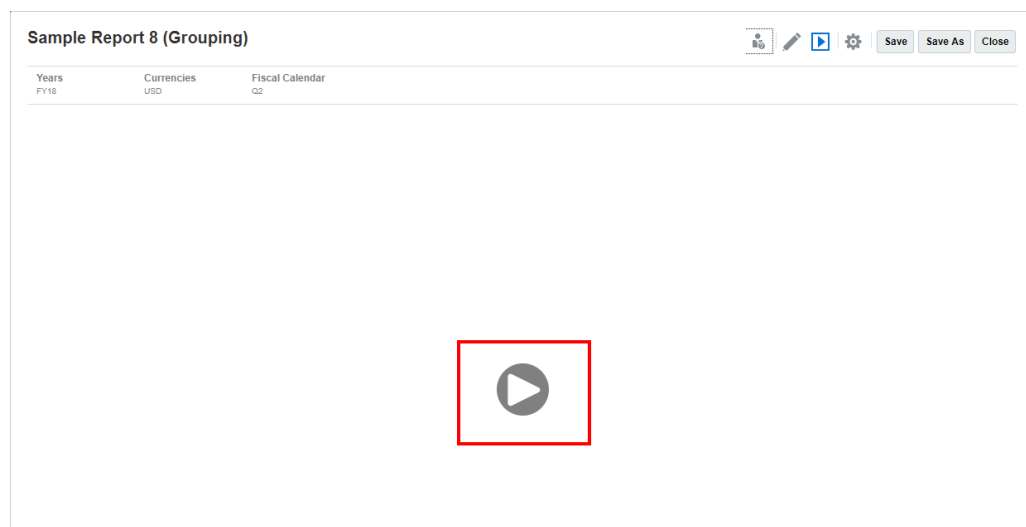 Sample Report 8 (Grouping)
Save Save As Close
Years Currencies Fiscal Calendar
FY18 USD Q2